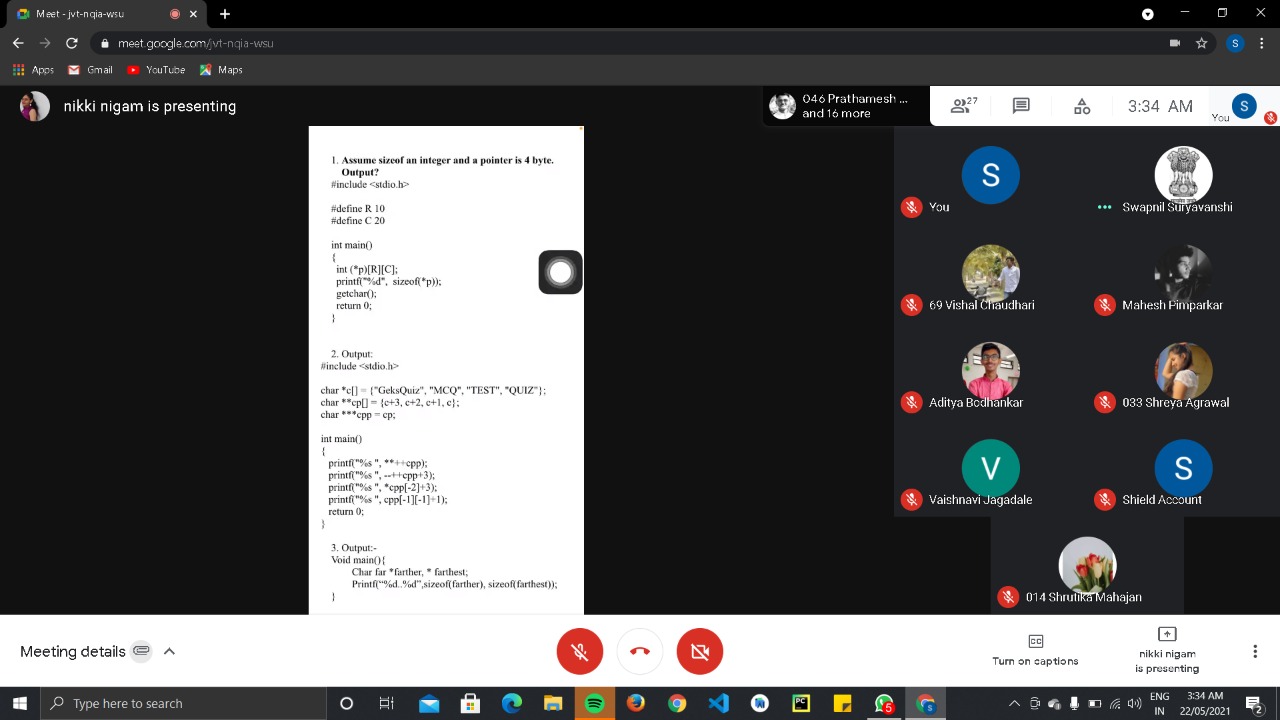 Meet - jvt-nqia-wsu
meet.google.com/jvt-nqia-wsu
Apps
Gmail
YouTube
Maps
nikki nigam is presenting
046 Prathamesh ...
and 16 more
27
3:34 AM
You
S
1. Assume sizeof an integer and a pointer is 4 byte.
Output?
#include <stdio.h>
#define R 10
#define C 20
int main()
{
int (*p)[R][C];
printf("%d", sizeof(*p));
getchar();
return 0;
}
2. Output:
#include <stdio.h>
char *c[] = {"GeksQuiz", "MCQ", "TEST", "QUIZ"};
char **cp[] = {c+3, c+2, c+1, c};
char ***cpp = cp;
int main()
{
printf("%s ", **++cpp);
printf("%s ", --++cpp+3);
printf("%s ", *cpp[-2]+3);
printf("%s ", cpp[-1][-1]+1);
return 0;
}
3. Output:-
Void main(){
Char far *farther, * farthest;
Printf(“%d..%d”,sizeof(farther), sizeof(farthest));
}
S
You
Swapnil Suryavanshi
69 Vishal Chaudhari
Mahesh Pimparkar
Aditya Bodhankar
033 Shreya Agrawal
V
Vaishnavi Jagadale
S
Shield Account
014 Shrutika Mahajan
Meeting details
CC
Turn on captions
nikki nigam
is presenting
Type here to search
PC
5
S
ENG
IN
3:34 AM
22/05/2021
2